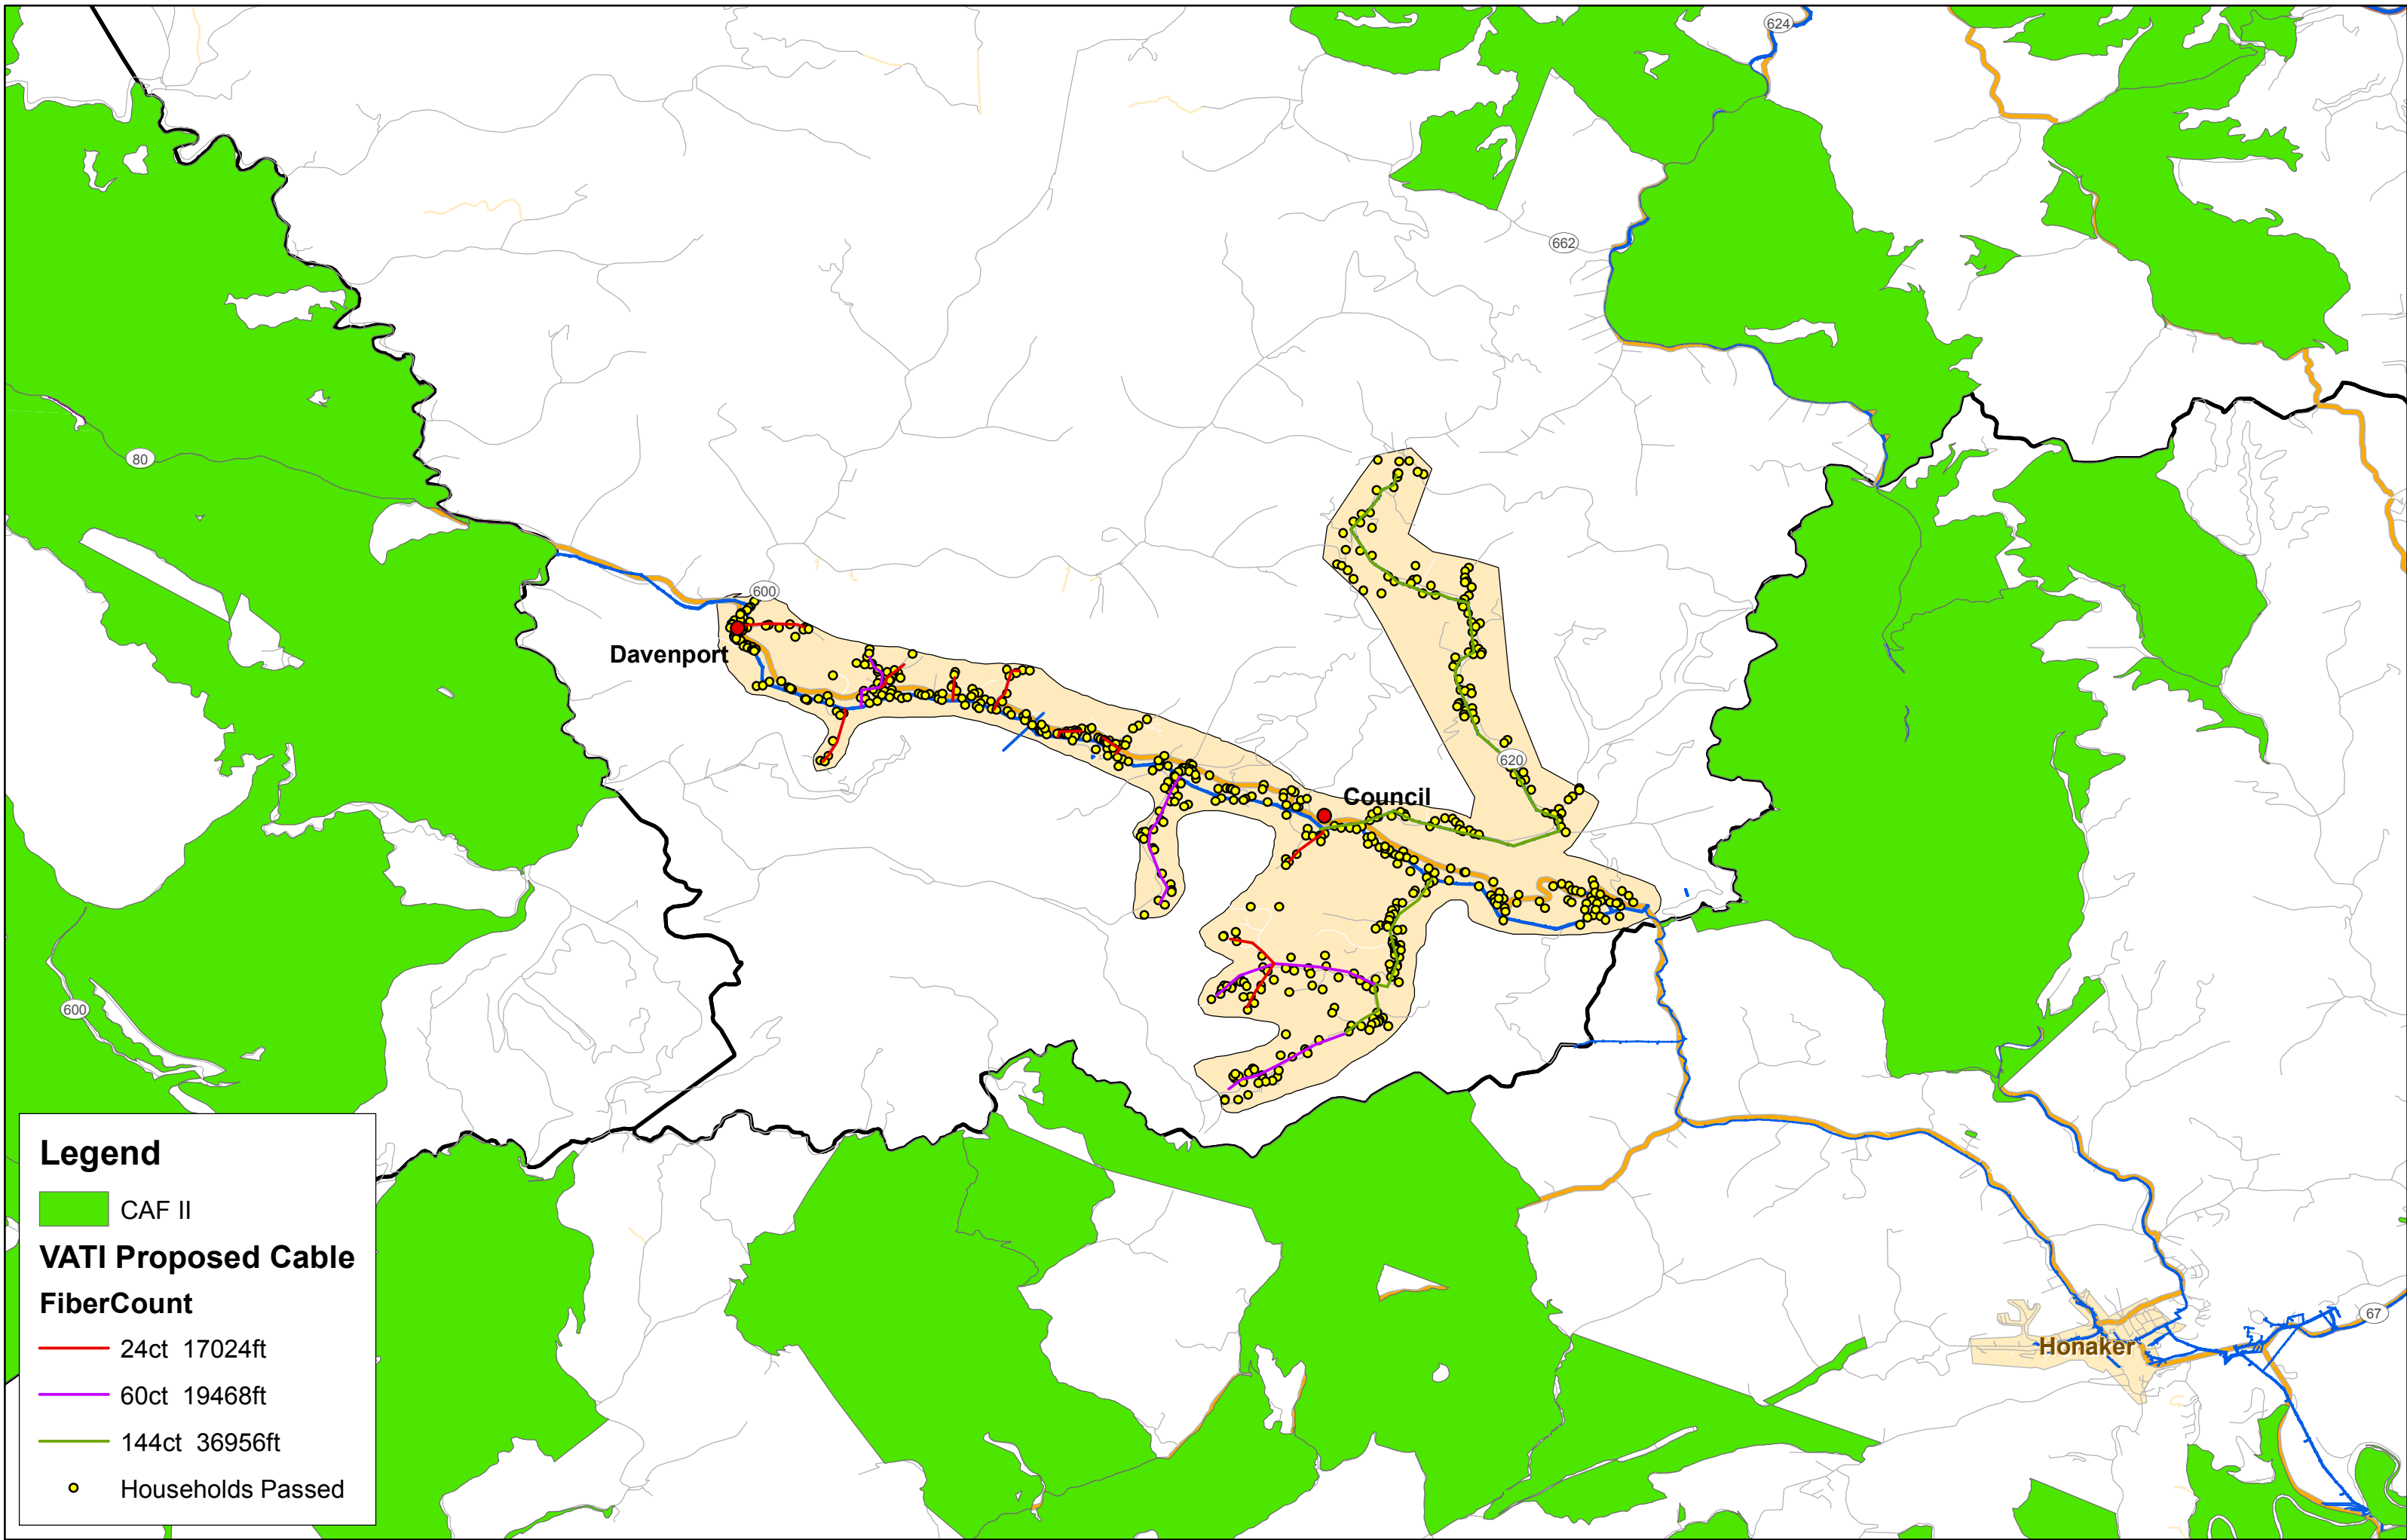 624
662
80
600
Davenport
620
Council
600
67
Honaker
Legend
CAF II
VATI Proposed Cable
FiberCount
24ct 17024ft
60ct 19468ft
144ct 36956ft
Households Passed